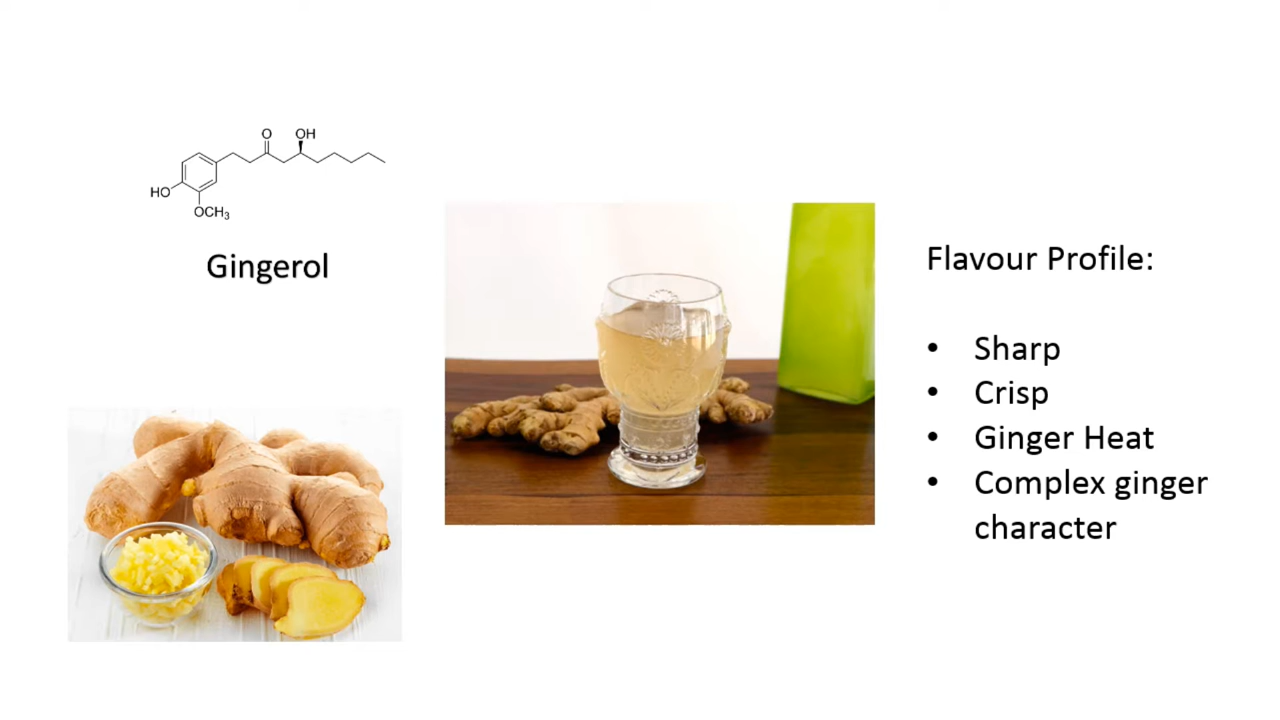 O
OH
HO
OCH3
Gingerol
Flavour Profile:
• Sharp
• Crisp
• Ginger Heat
• Complex ginger
character